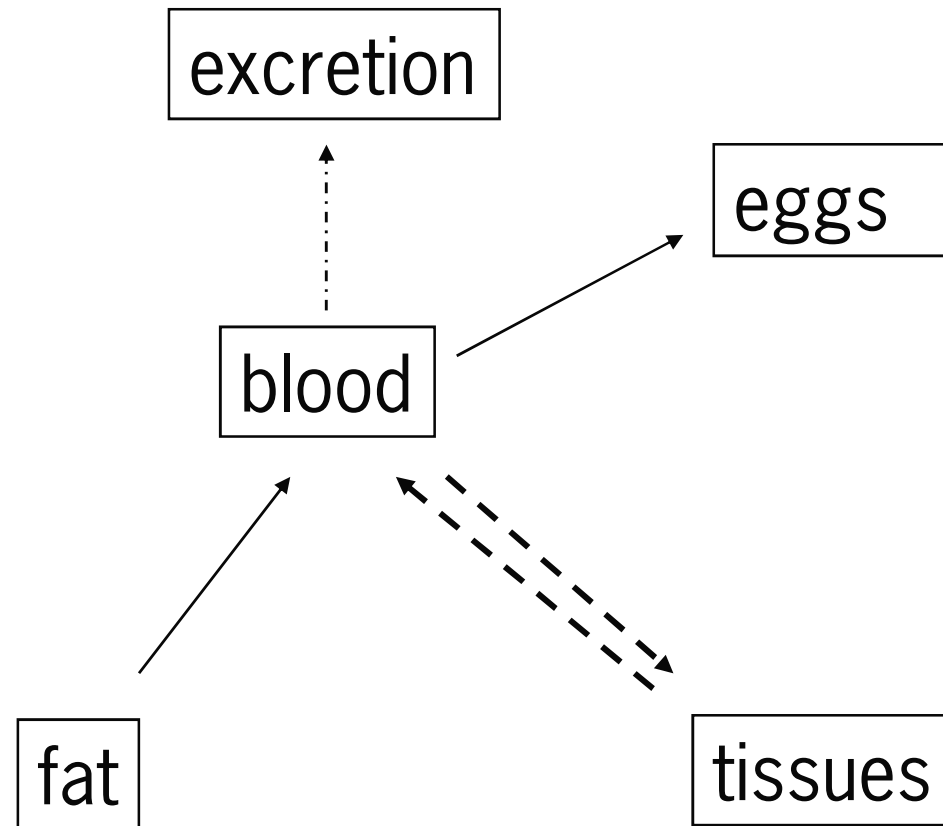 excretion
eggs
blood
fat
tissues